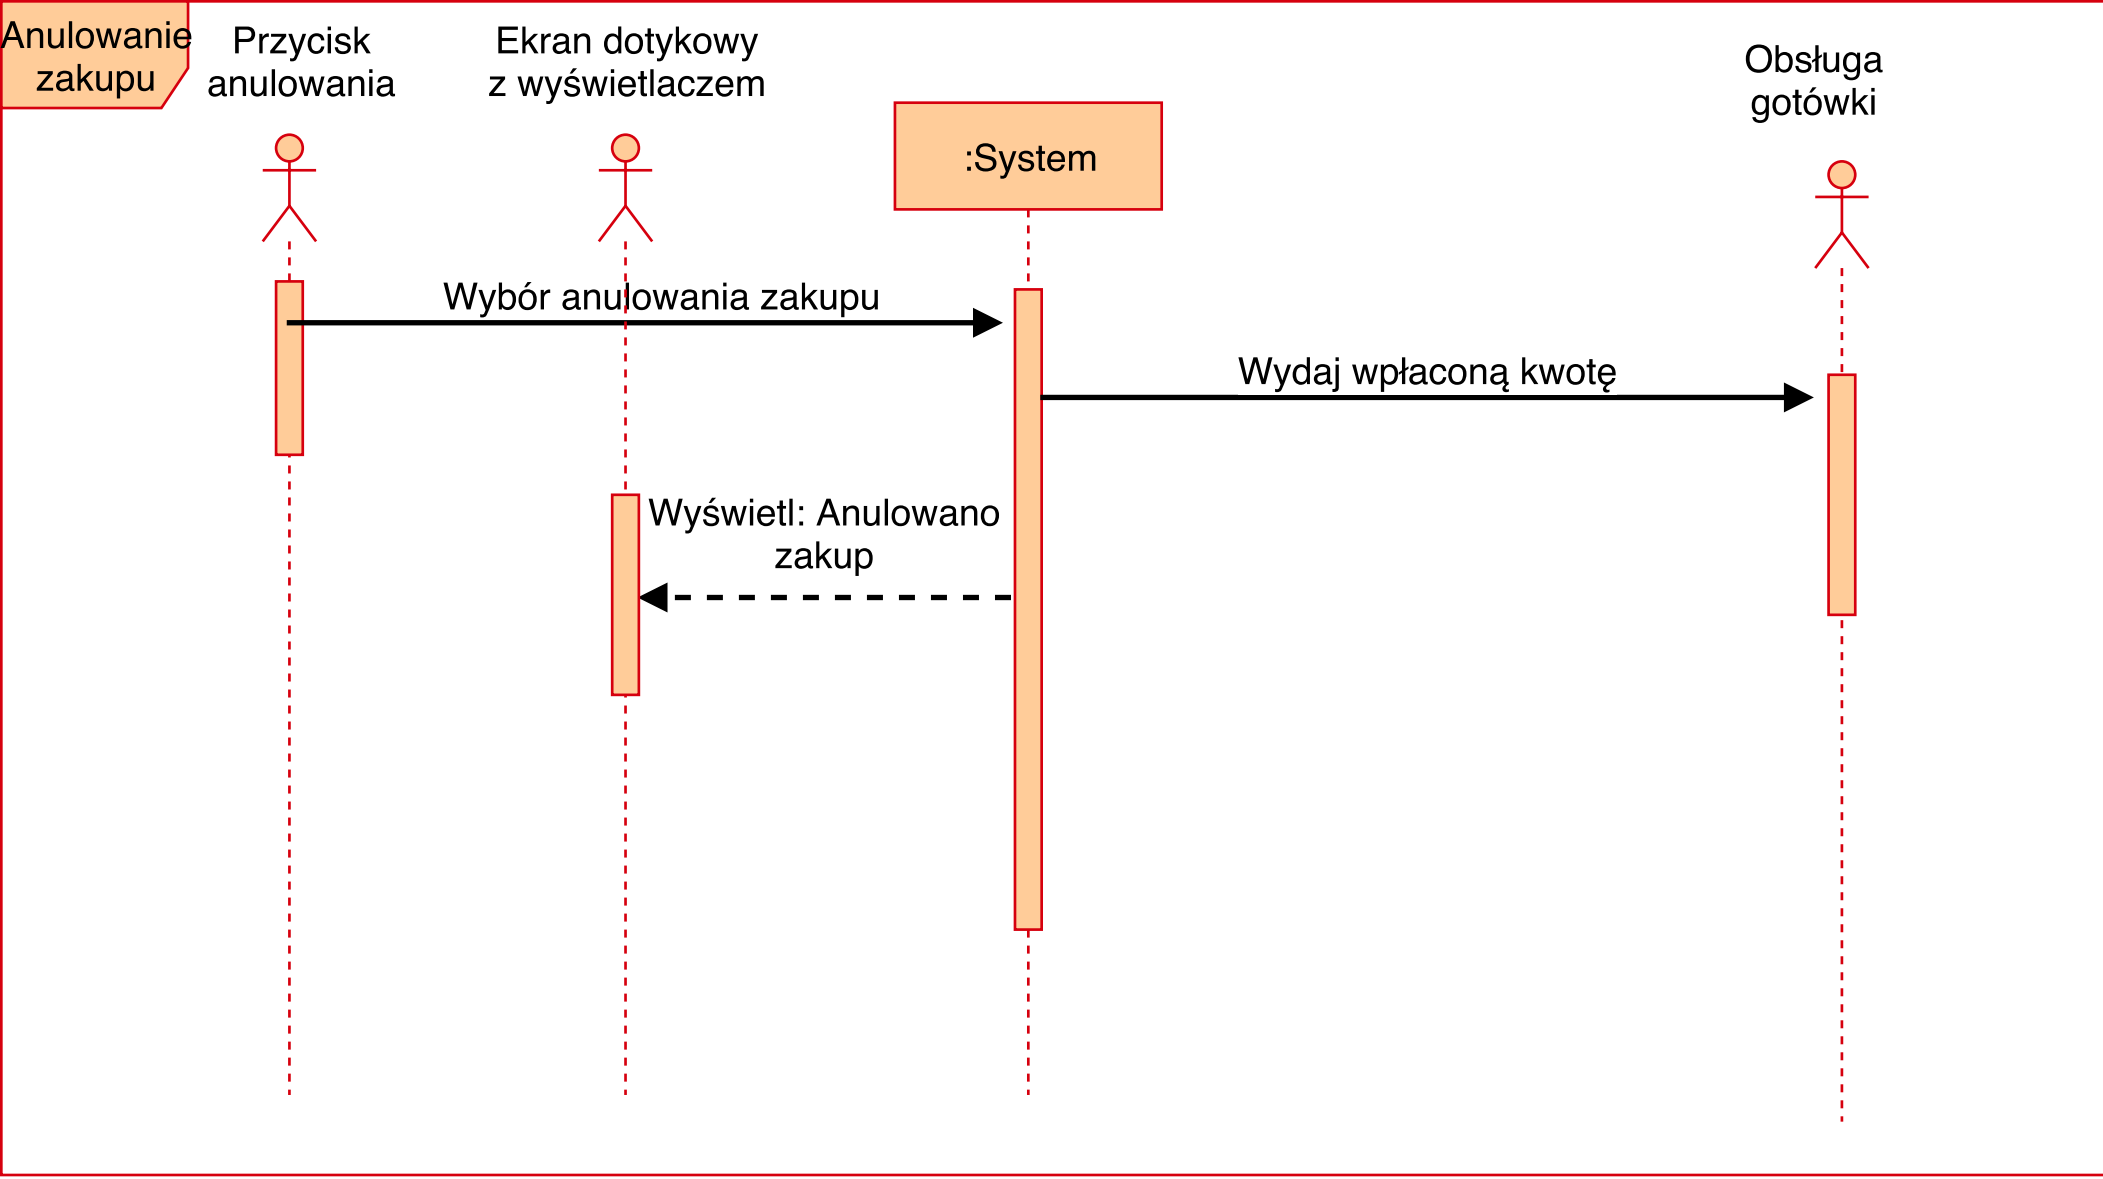 Anulowanie
zakupu
Przycisk
anulowania
Ekran dotykowy
z wyświetlaczem
:System
Obsługa
gotówki
Wybór anulowania zakupu
Wydaj wpłaconą kwotę
Wyświetl: Anulowano
zakup